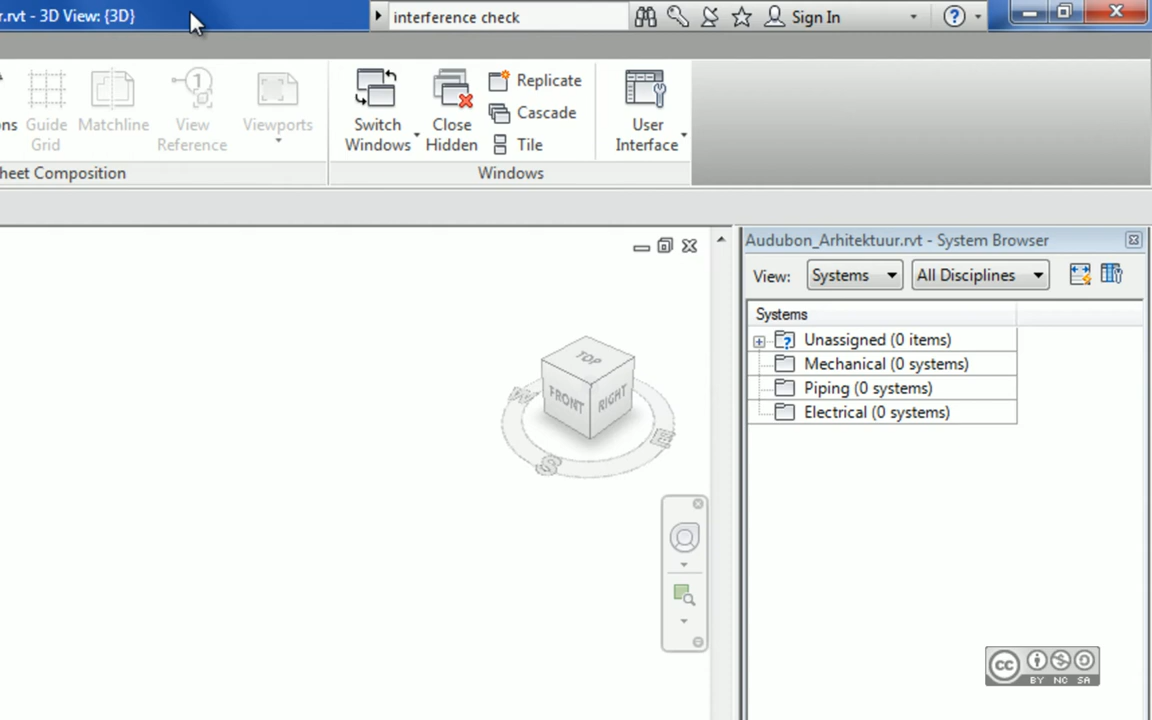 r.rvt - 3D View: {3D}
interference check
Sign In
Guide Grid
Matchline
View Reference
Viewports
Switch Windows
Close Hidden
Replicate
Cascade
Tile
User Interface
heet Composition
Windows
Audubon_Arhitektuur.rvt - System Browser
View: Systems All Disciplines
Systems
Unassigned (0 items)
Mechanical (0 systems)
Piping (0 systems)
Electrical (0 systems)
TOP
FRONT RIGHT
W
E
S
cc
BY NC SA